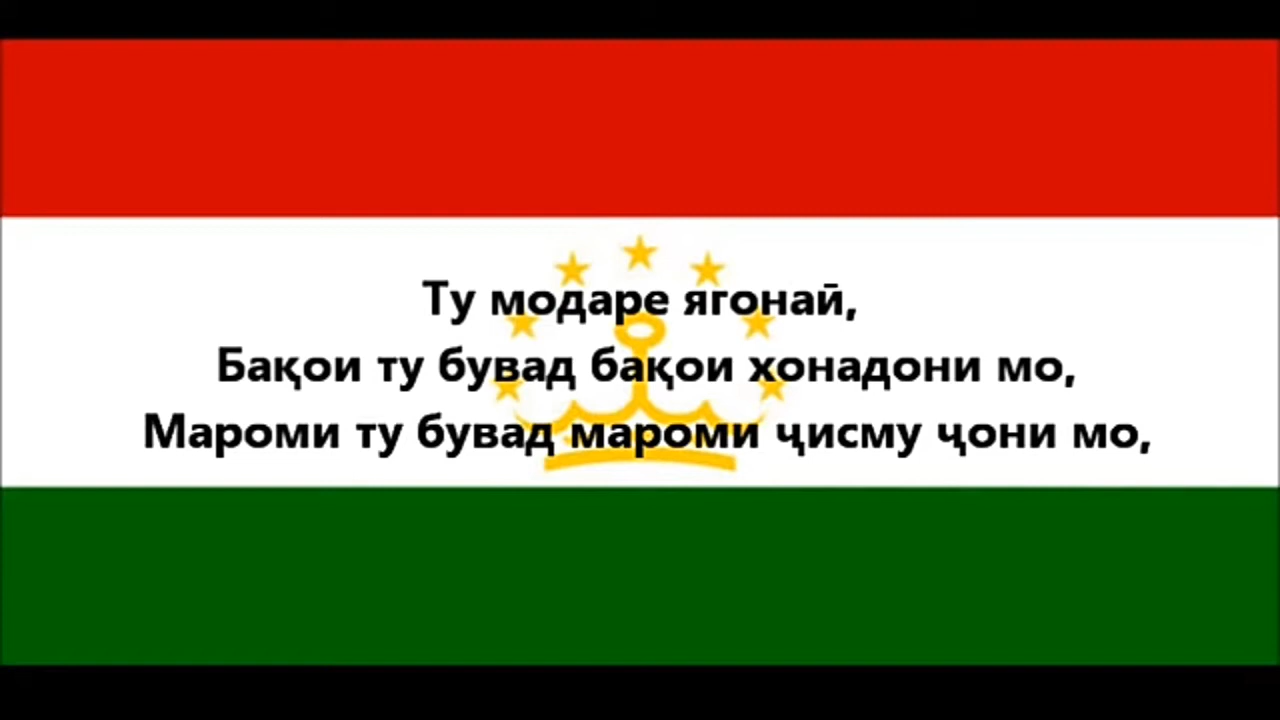 Ту модаре ягонаӣ,
Бақои ту бувад бақои хонадони мо,
Мароми ту бувад мароми ҷисму ҷони мо,